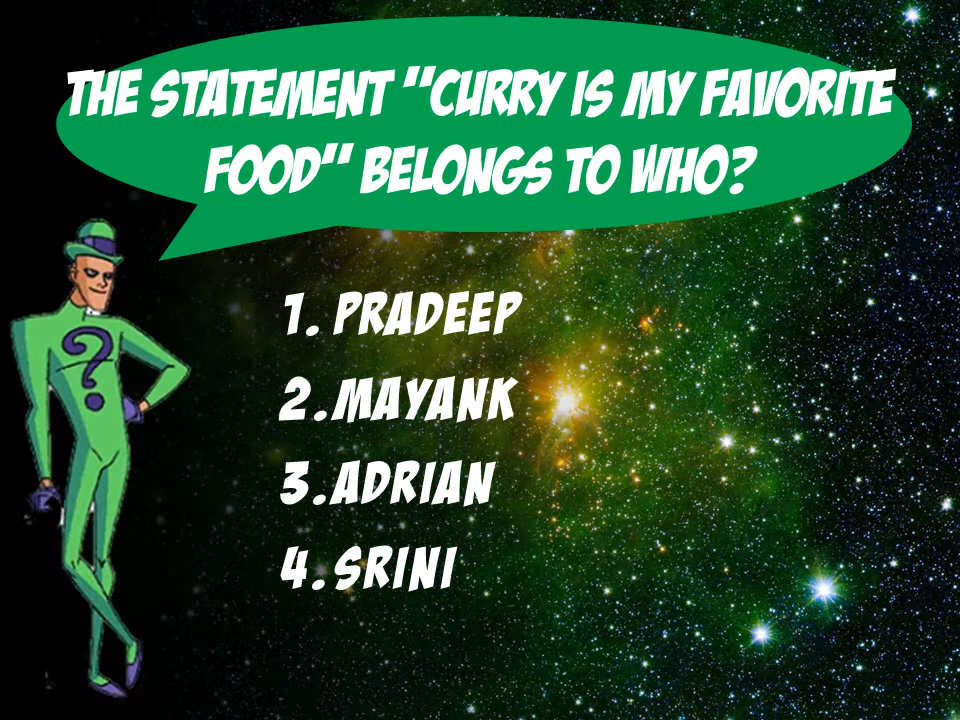 THE STATEMENT "CURRY IS MY FAVORITE
FOOD" BELONGS TO WHO?
?
1. PRADEEP
2. MAYANK
3. ADRIAN
4. SRINI